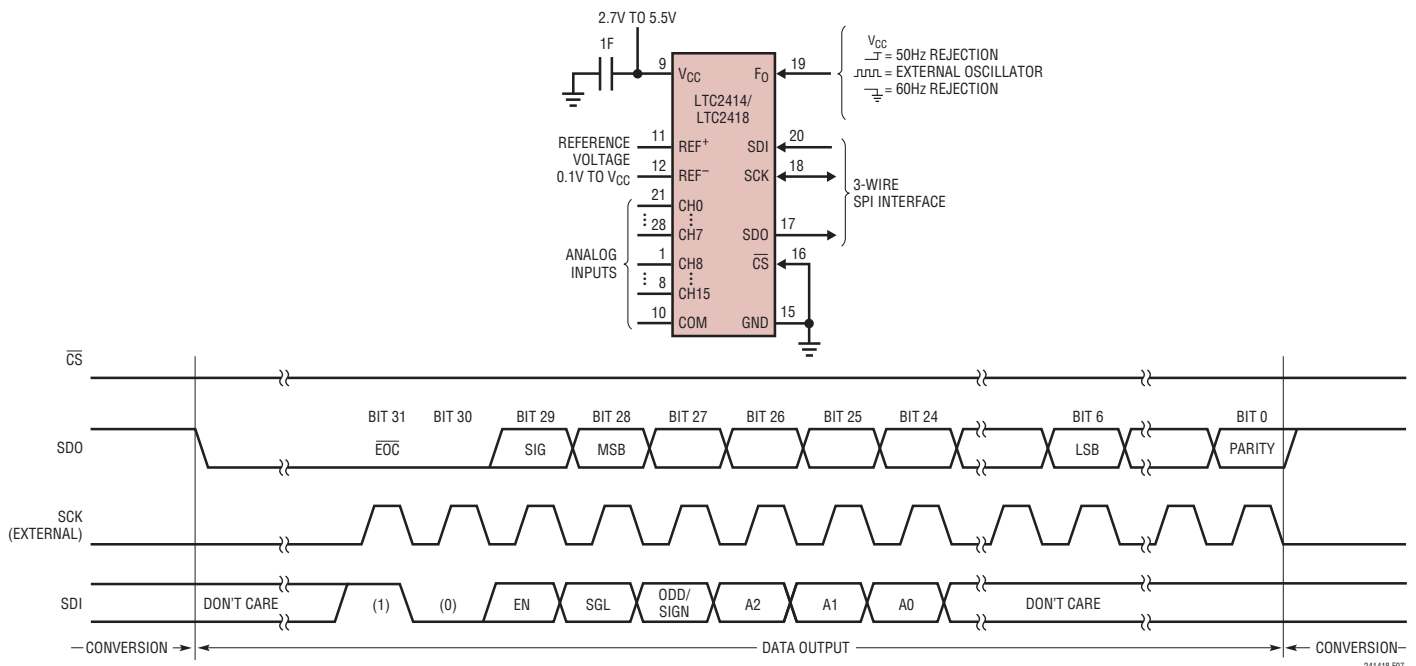 2.7V TO 5.5V
1F
9
VCC
FO
19
VCC
= 50Hz REJECTION
= EXTERNAL OSCILLATOR
= 60Hz REJECTION
LTC2414/
LTC2418
REFERENCE
VOLTAGE
0.1V TO VCC
11
REF+
12
REF–
SDI
20
SCK
18
3-WIRE
SPI INTERFACE
ANALOG
INPUTS
21
CH0
28
CH7
1
CH8
8
CH15
10
COM
SDO
17
CS
16
GND
15
CS
SDO
BIT 31
BIT 30
BIT 29
BIT 28
BIT 27
BIT 26
BIT 25
BIT 24
BIT 6
BIT 0
EOC
SIG
MSB
LSB
PARITY
SCK
(EXTERNAL)
SDI
DON'T CARE
(1)
(0)
EN
SGL
ODD/
SIGN
A2
A1
A0
DON'T CARE
CONVERSION
DATA OUTPUT
CONVERSION
241418 F07